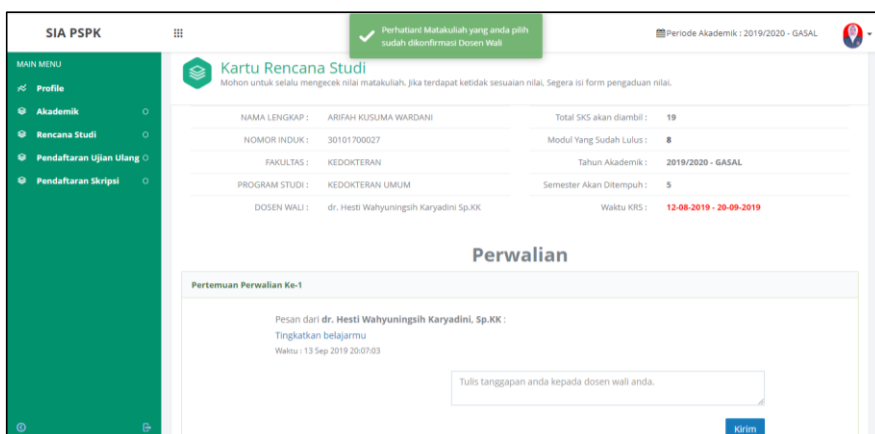 SIA PSPK
Perhatian! Matakuliah yang anda pilih
sudah dikonfirmasi Dosen Wali
Periode Akademik : 2019/2020 - GASAL
MAIN MENU
Profile
Akademik
Rencana Studi
Pendaftaran Ujian Ulang
Pendaftaran Skripsi
Kartu Rencana Studi
Mohon untuk selalu mengecek nilai matakuliah. Jika terdapat ketidak sesuaian nilai, Segera isi form pengaduan nilai.
NAMA LENGKAP : ARIFAH KUSUMA WARDANI Total SKS akan diambil : 19
NOMOR INDUK : 30101700027 Modul Yang Sudah Lulus : 8
FAKULTAS : KEDOKTERAN Tahun Akademik : 2019/2020 - GASAL
PROGRAM STUDI : KEDOKTERAN UMUM Semester Akan Ditempuh : 5
DOSEN WALI : dr. Hesti Wahyuningsih Karyadini Sp.KK Waktu KRS : 12-08-2019 - 20-09-2019
Perwalian
Pertemuan Perwalian Ke-1
Pesan dari dr. Hesti Wahyuningsih Karyadini, Sp.KK :
Tingkatkan belajarmu
Waktu : 13 Sep 2019 20:07:03
Tulis tanggapan anda kepada dosen wali anda.
Kirim